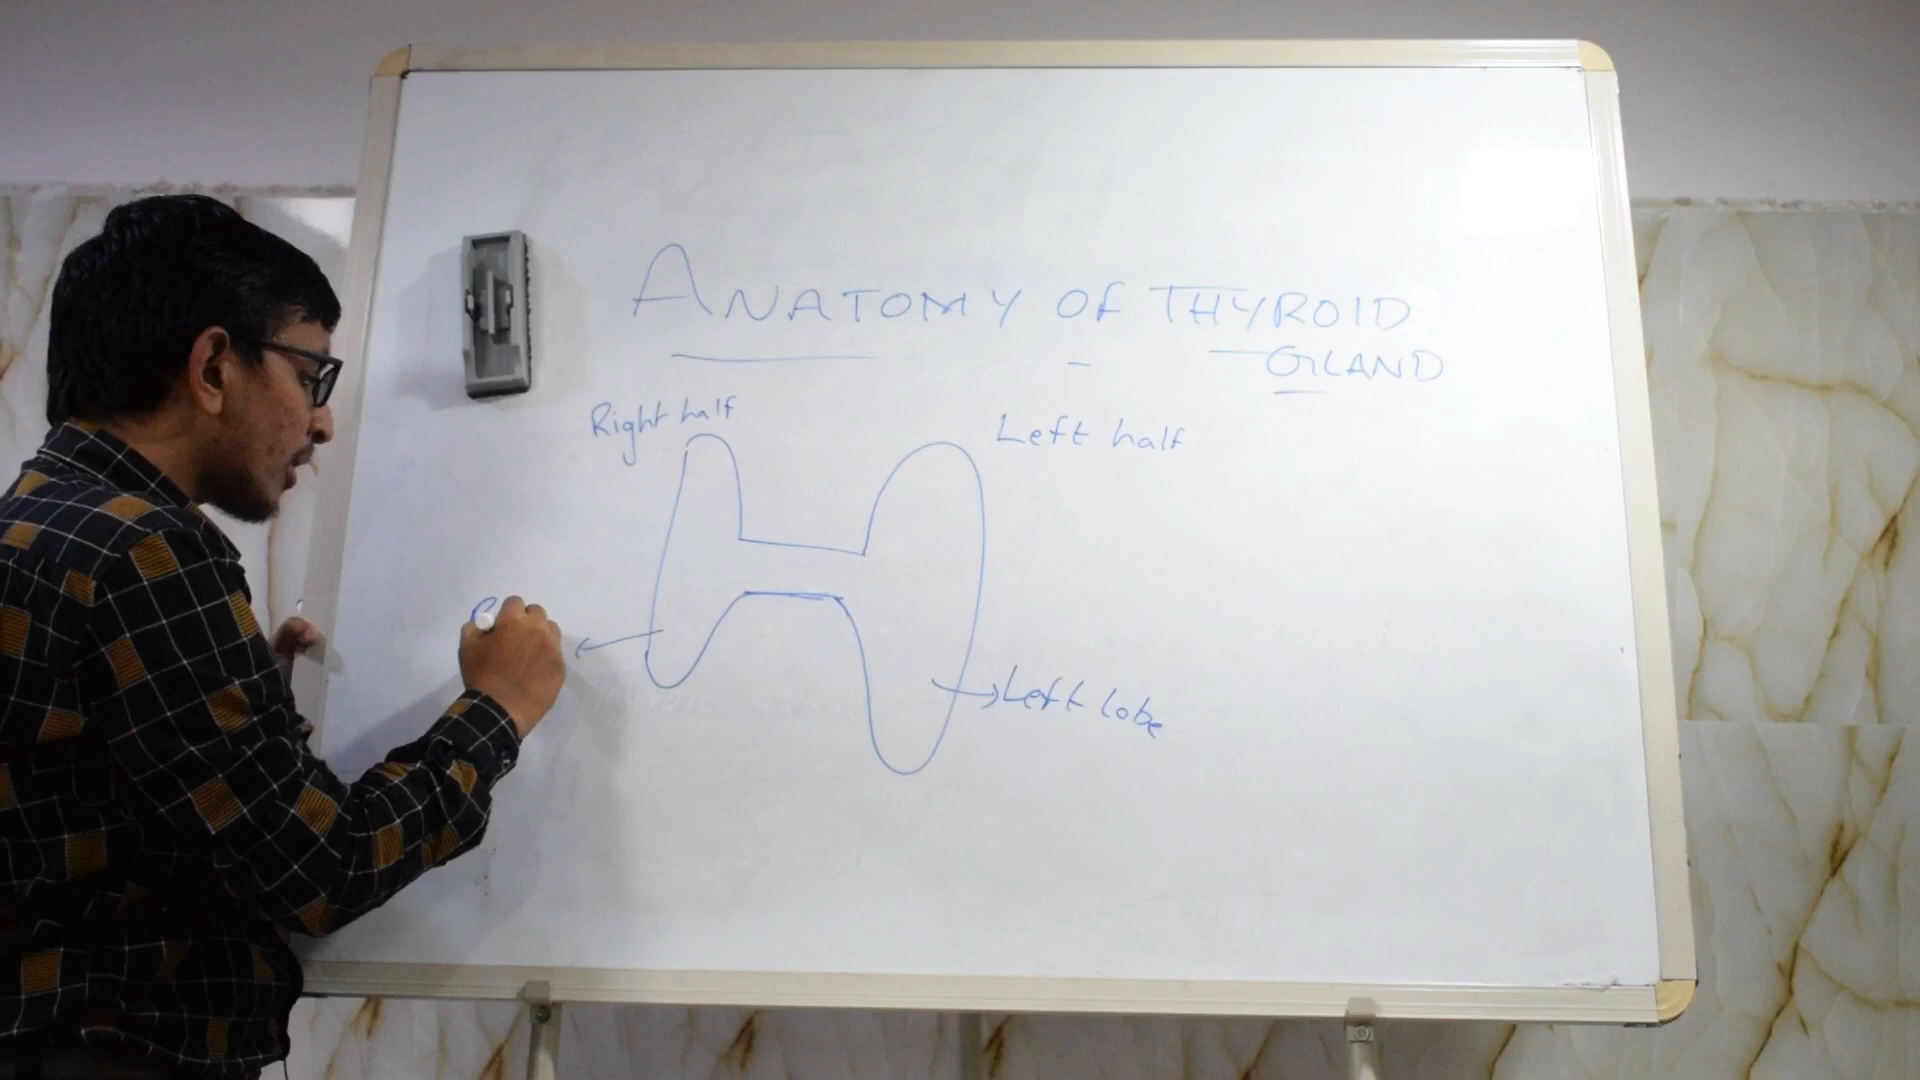 ANATOMY OF THYROID
GLAND
Right half
Left half
R
Left lobe